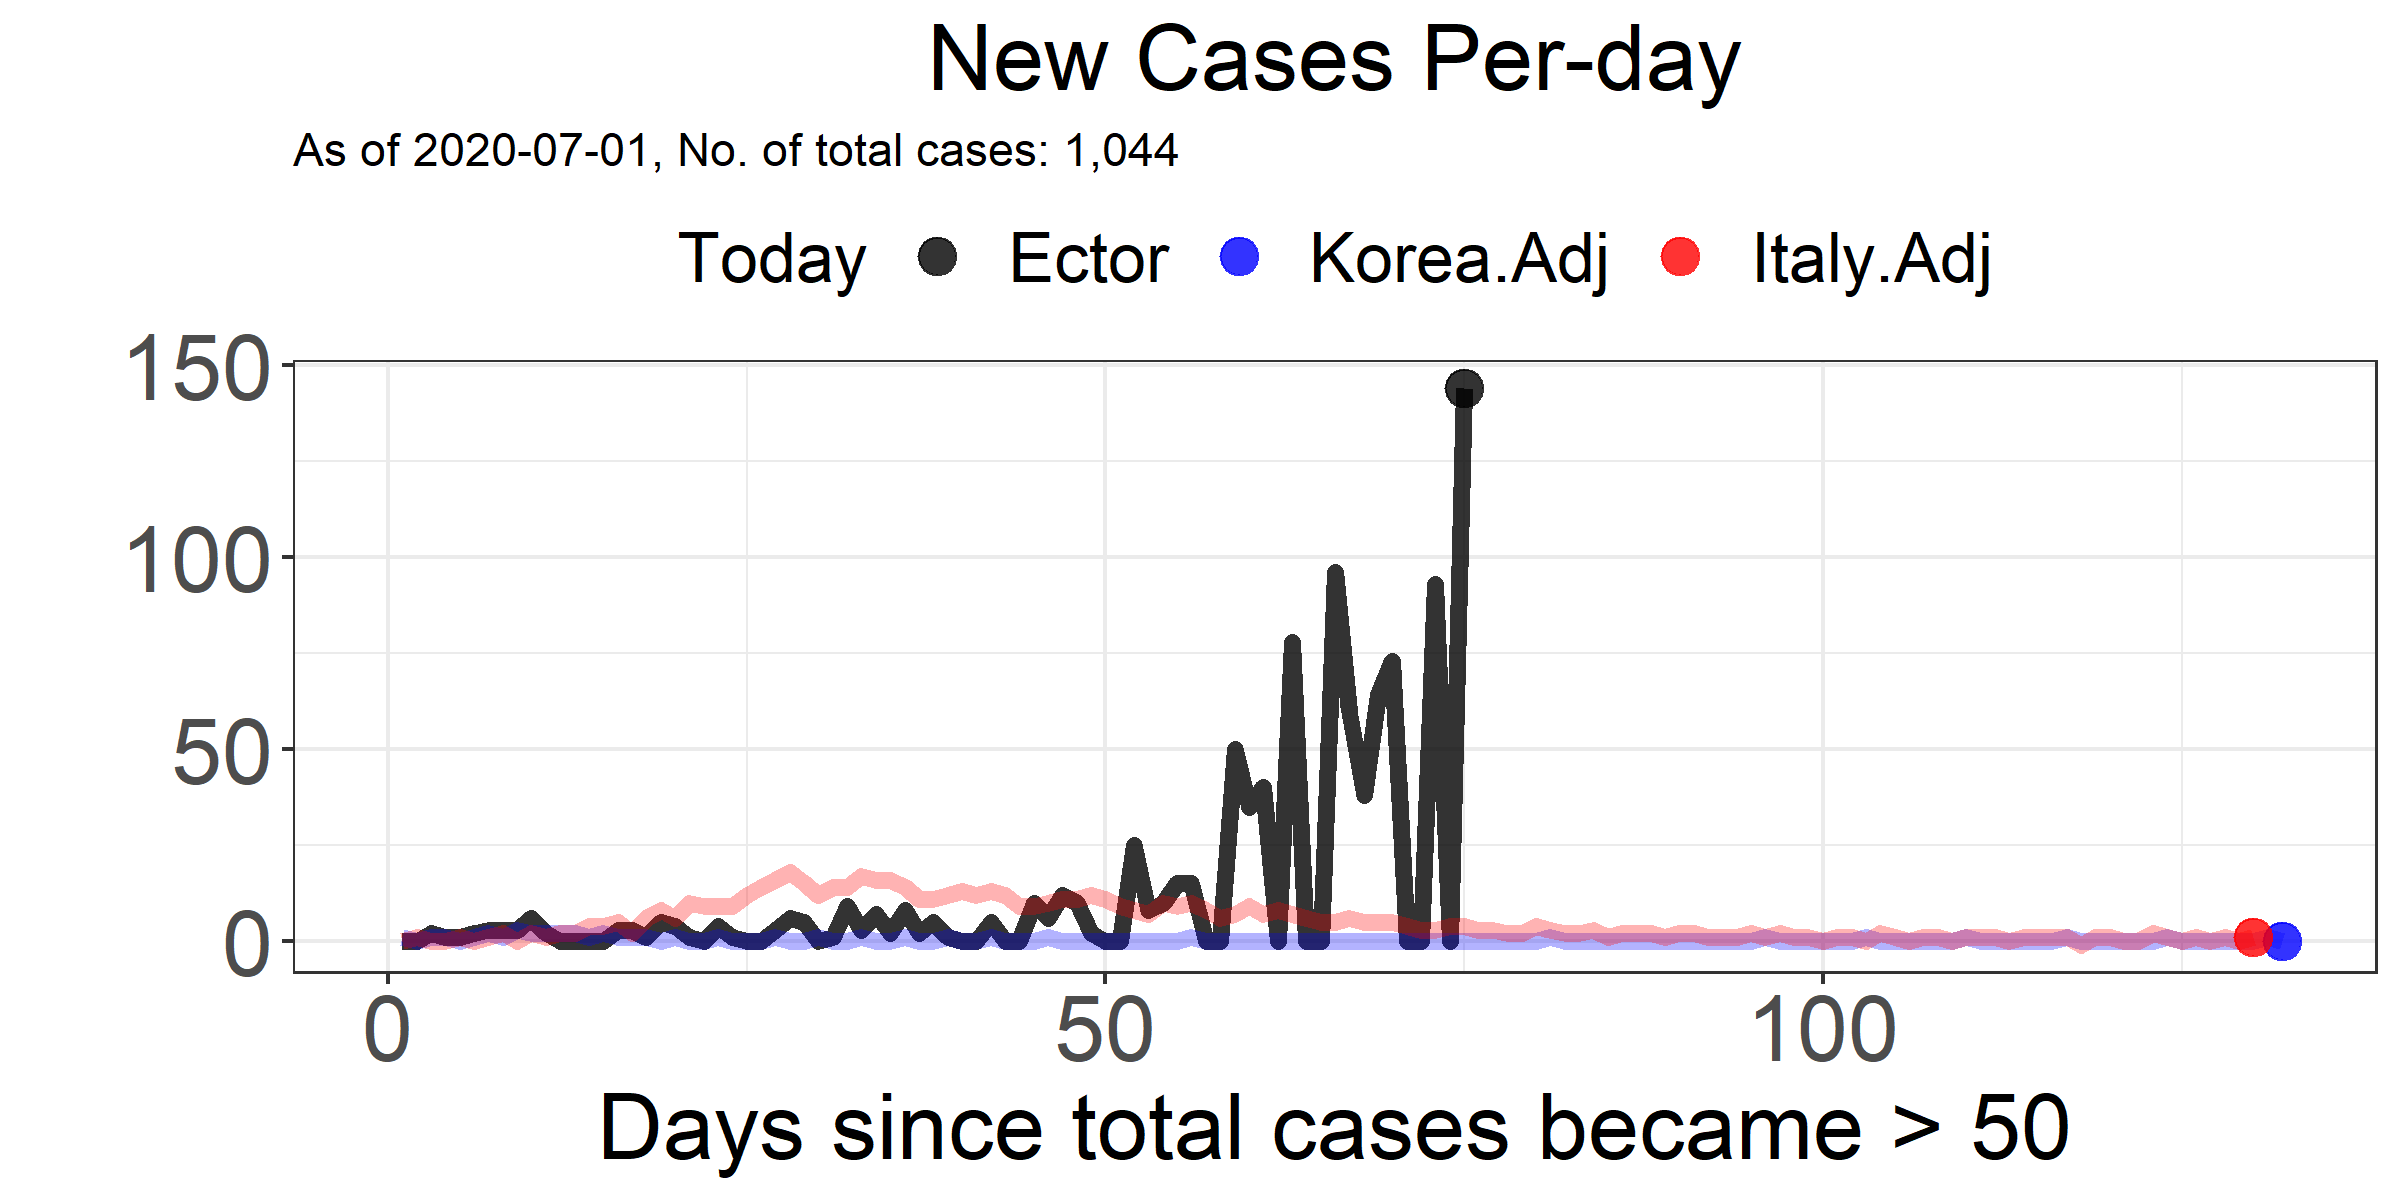 New Cases Per-day
As of 2020-07-01, No. of total cases: 1,044
Today Ector Korea.Adj Italy.Adj
150
100
50
0
0 50 100
Days since total cases became > 50